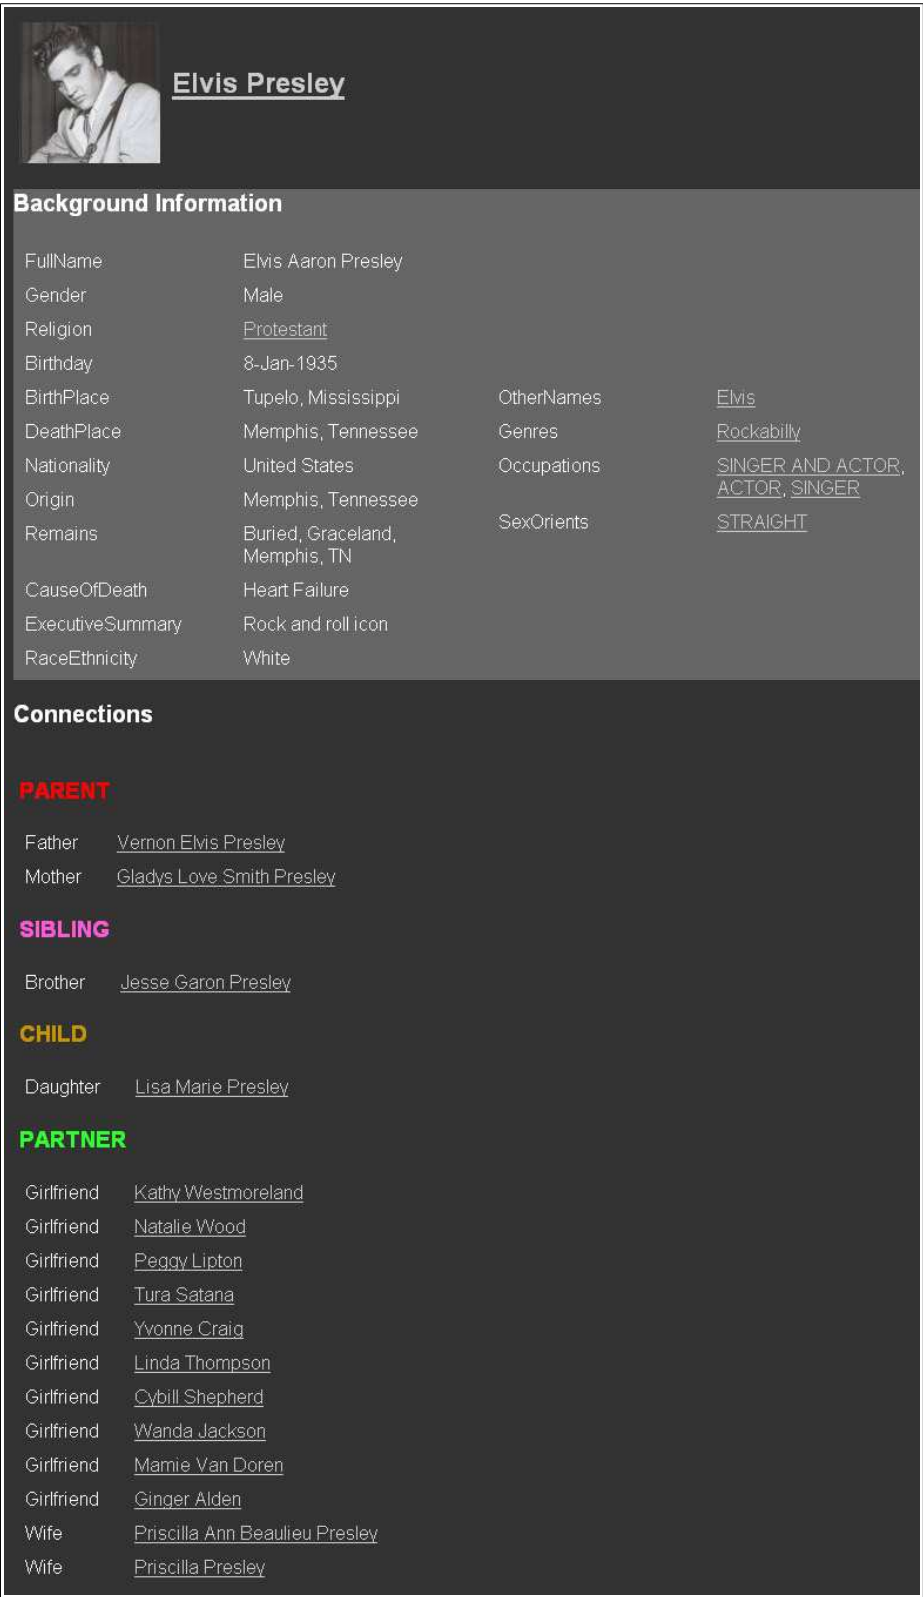 Elvis Presley
Background Information
FullName Elvis Aaron Presley
Gender Male
Religion Protestant
Birthday 8-Jan-1935
BirthPlace Tupelo, Mississippi
DeathPlace Memphis, Tennessee
Nationality United States
Origin Memphis, Tennessee
Remains Buried, Graceland,
Memphis, TN
CauseOfDeath Heart Failure
ExecutiveSummary Rock and roll icon
RaceEthnicity White
OtherNames Elvis
Genres Rockabilly
Occupations SINGER AND ACTOR,
ACTOR, SINGER
SexOrients STRAIGHT
Connections
PARENT
Father Vernon Elvis Presley
Mother Gladys Love Smith Presley
SIBLING
Brother Jesse Garon Presley
CHILD
Daughter Lisa Marie Presley
PARTNER
Girlfriend Kathy Westmoreland
Girlfriend Natalie Wood
Girlfriend Peggy Lipton
Girlfriend Tura Satana
Girlfriend Yvonne Craig
Girlfriend Linda Thompson
Girlfriend Cybill Shepherd
Girlfriend Wanda Jackson
Girlfriend Mamie Van Doren
Girlfriend Ginger Alden
Wife Priscilla Ann Beaulieu Presley
Wife Priscilla Presley